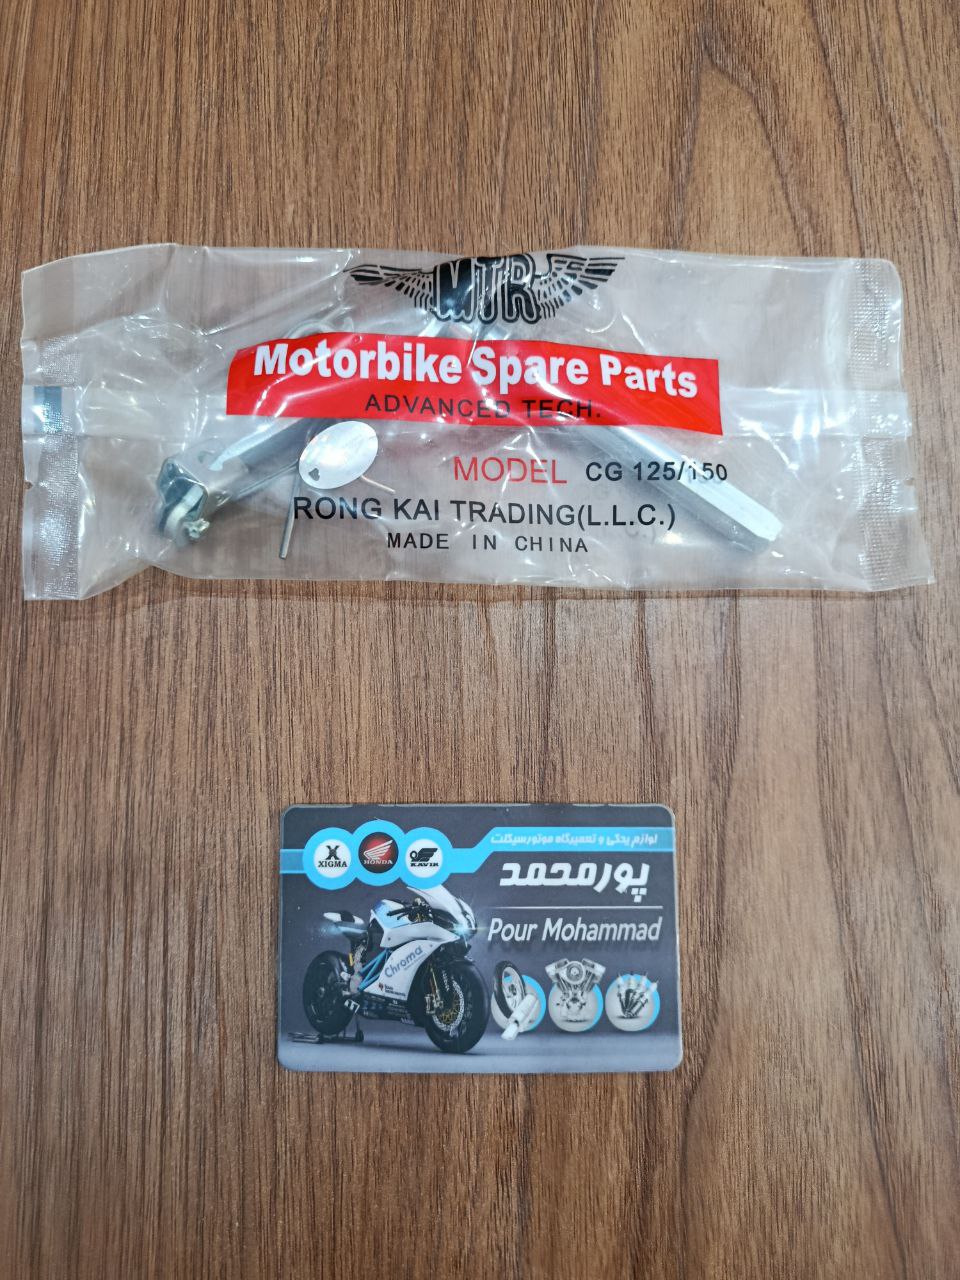 MTR
Motorbike Spare Parts
ADVANCED TECH.
MODEL CG 125/150
RONG KAI TRADING(L.L.C.)
MADE IN CHINA
XIGMA
HONDA
KAVIR
لوازم یدکی و تعمیرگاه موتورسیکلت
پورمحمد
Pour Mohammad
Chroma